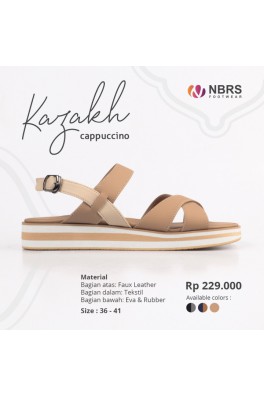 NBRS
FOOTWEAR
Kazakh
cappuccino
Material
Bagian atas: Faux Leather
Bagian dalam: Tekstil
Bagian bawah: Eva & Rubber
Size : 36 - 41
Rp 229.000
Available colors :